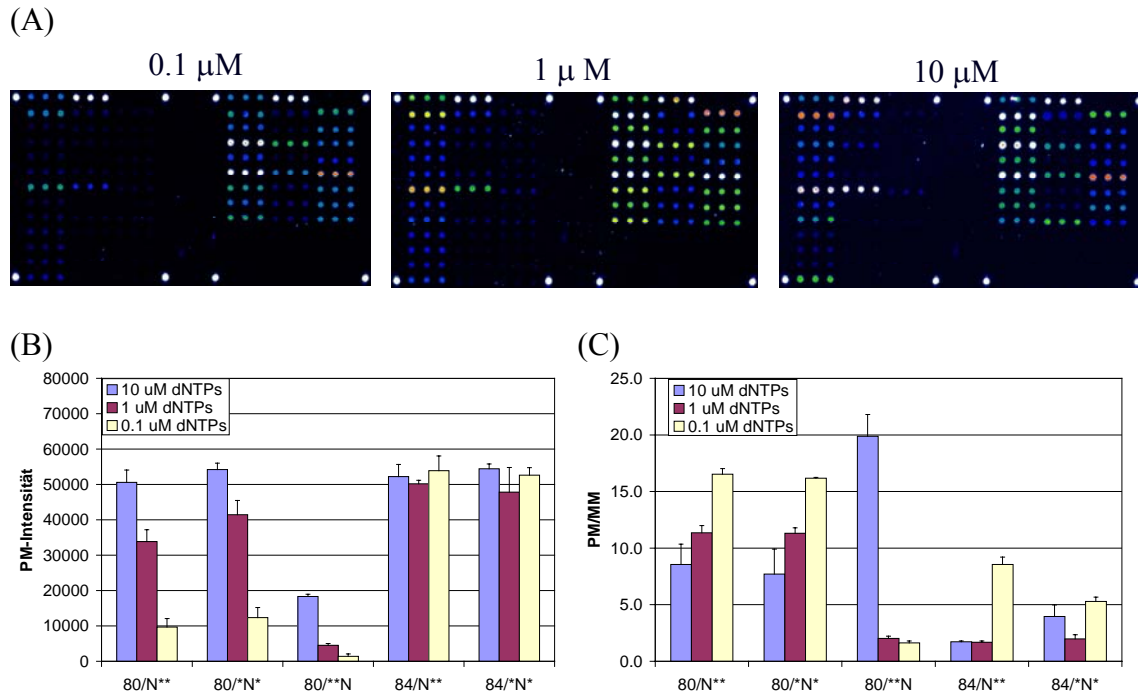 (A)
0.1 μM
1 μ M
10 μM
(B)
80000
70000
60000
50000
40000
30000
20000
10000
0
PM-Intensität
10 uM dNTPs
1 uM dNTPs
0.1 uM dNTPs
80/N**
80/*N*
80/**N
84/N**
84/*N*
(C)
25.0
20.0
15.0
10.0
5.0
0.0
PM/MM
10 uM dNTPs
1 uM dNTPs
0.1 uM dNTPs
80/N**
80/*N*
80/**N
84/N**
84/*N*